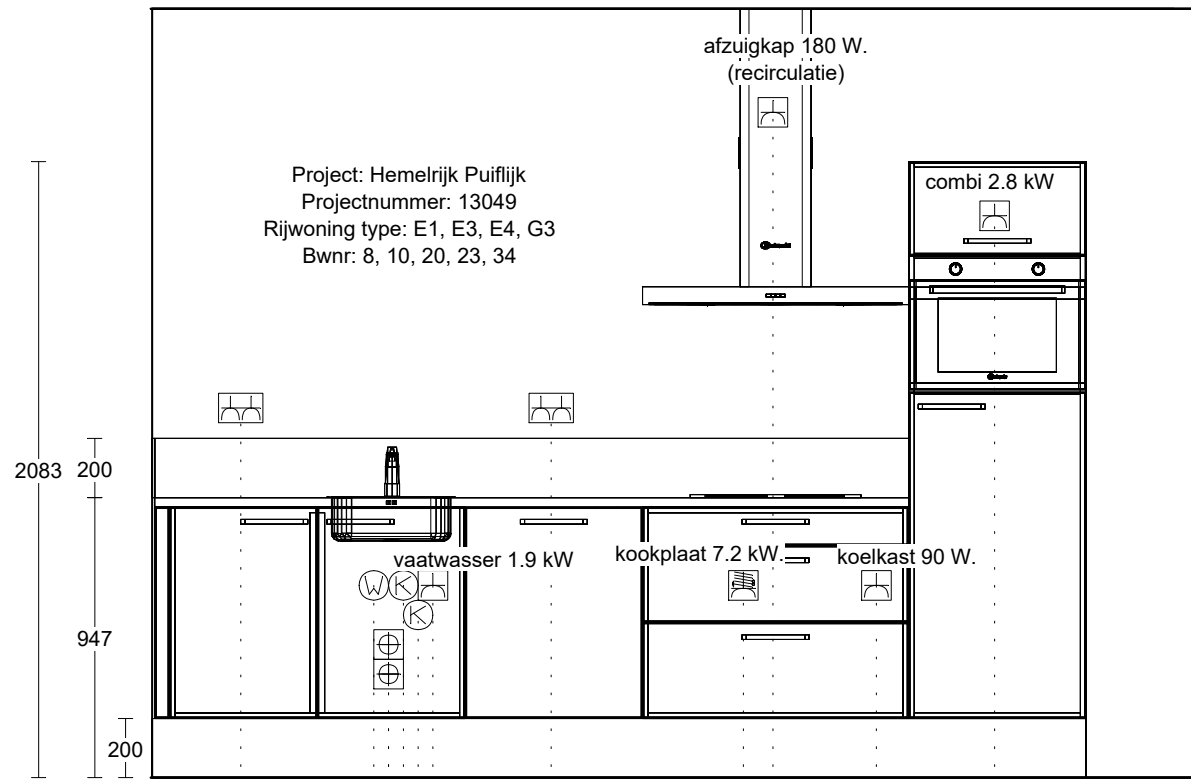 afzuigkap 180 W.
(recirculatie)
Project: Hemelrijk Puiflijk
Projectnummer: 13049
Rijwoning type: E1, E3, E4, G3
Bwnr: 8, 10, 20, 23, 34
combi 2.8 kW
2083
200
vaatwasser 1.9 kW
kookplaat 7.2 kW.
koelkast 90 W.
W
K
K
947
200